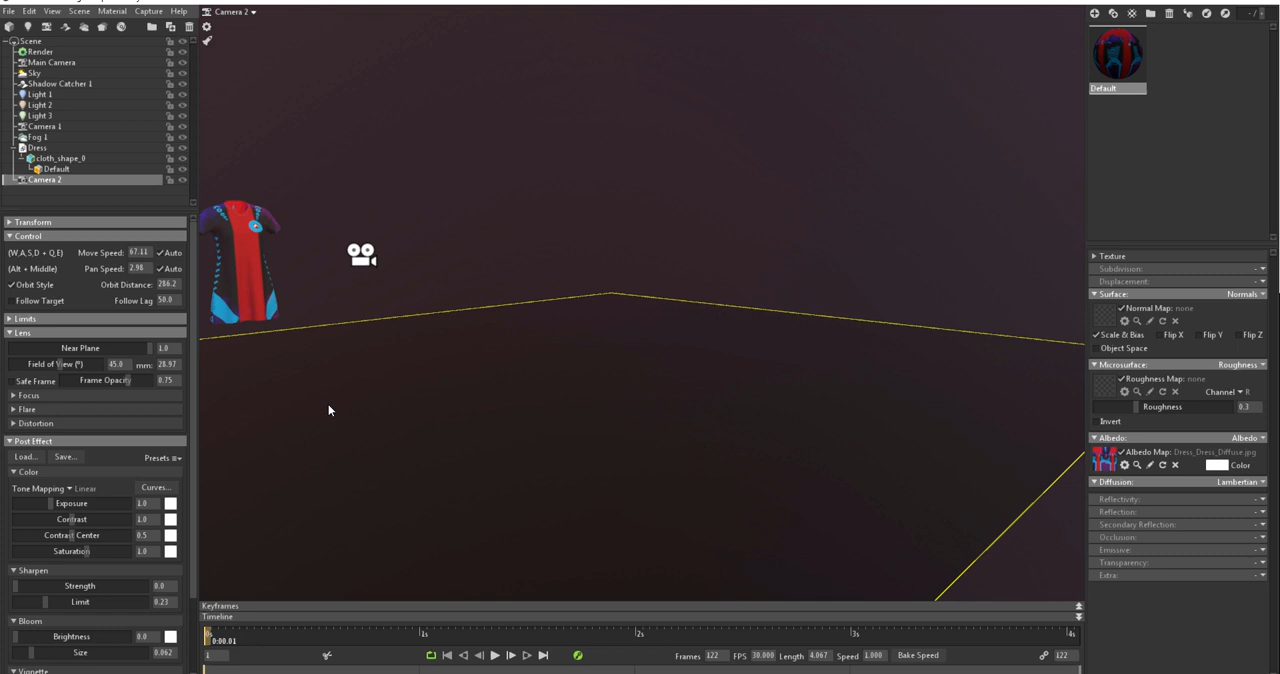 File Edit View Scene Material Capture Help
Camera 2
Scene
Render
Main Camera
Sky
Shadow Catcher 1
Light 1
Light 2
Light 3
Camera 1
Fog 1
Dress
cloth_shape_0
Default
Camera 2
Transform
Control
(W,A,S,D + Q,E) Move Speed: 67.11 Auto
(Alt + Middle) Pan Speed: 2.98 Auto
Orbit Style Orbit Distance: 286.2
Follow Target Follow Lag 50.0
Limits
Lens
Near Plane 1.0
Field of View (°) 45.0 mm: 28.97
Safe Frame Frame Opacity 0.75
Focus
Flare
Distortion
Post Effect
Load... Save... Presets
Color
Tone Mapping Linear Curves...
Exposure 1.0
Contrast 1.0
Contrast Center 0.5
Saturation 1.0
Sharpen
Strength 0.0
Limit 0.23
Bloom
Brightness 0.0
Size 0.062
Vignette
Keyframes
Timeline
0s 1s 2s 3s 4s
0:00.01
1
Frames 122 FPS 30.000 Length 4.067 Speed 1.000 Bake Speed 122
- / -
Default
Texture
Subdivision: -
Displacement: -
Surface: Normals
Normal Map: none
Scale & Bias Flip X Flip Y Flip Z
Object Space
Microsurface: Roughness
Roughness Map: none
Channel R
Roughness 0.3
Invert
Albedo: Albedo
Albedo Map: Dress_Dress_Diffuse.jpg
Color
Diffusion: Lambertian
Reflectivity: -
Reflection: -
Secondary Reflection: -
Occlusion: -
Emissive: -
Transparency: -
Extra: -